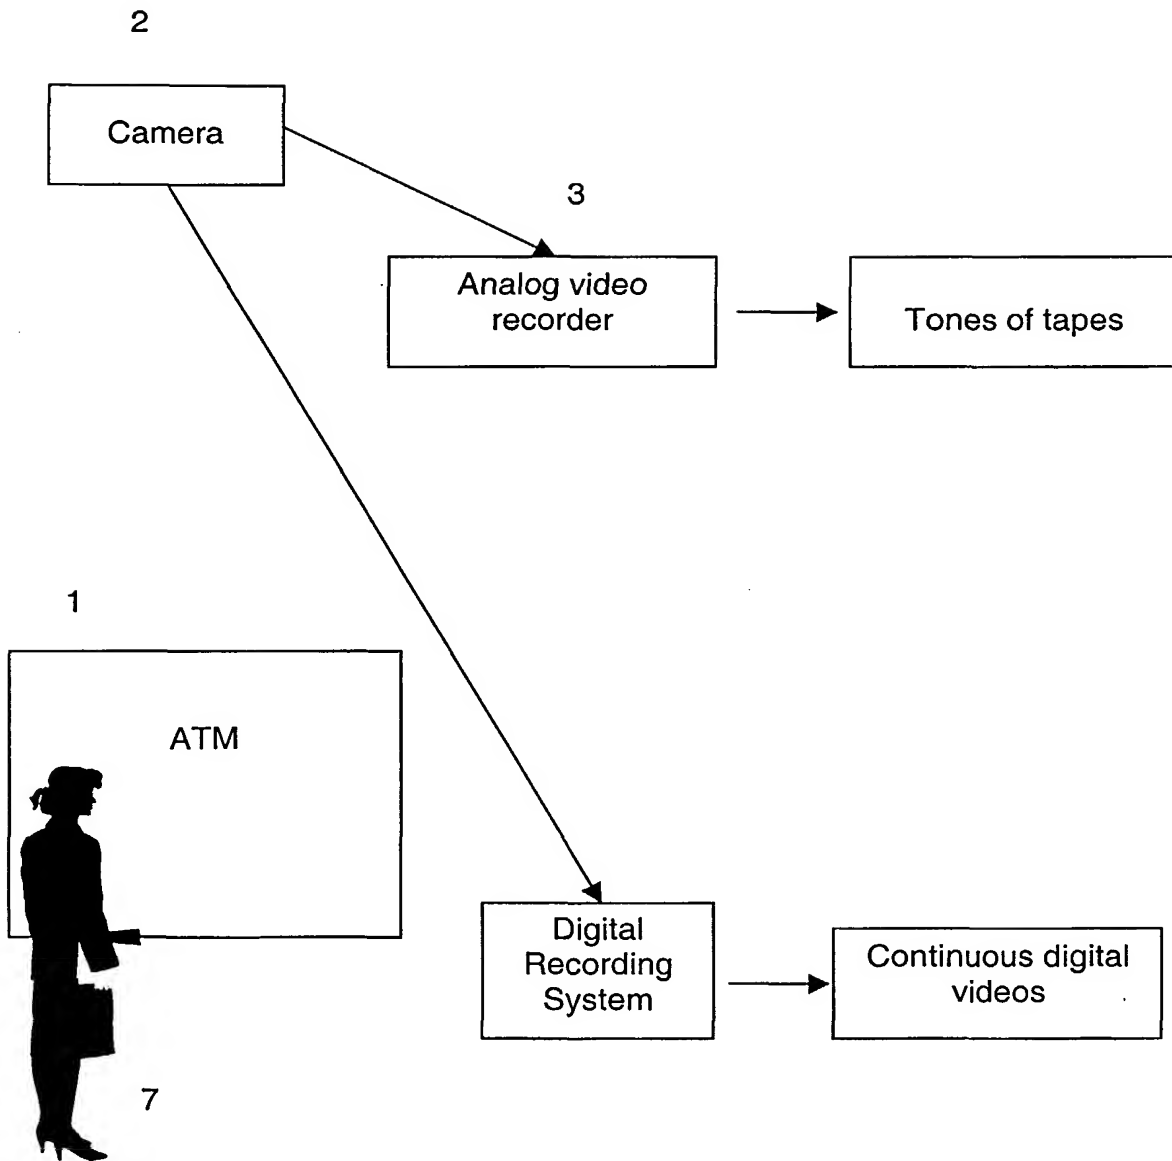 2
Camera
3
Analog video
recorder
Tones of tapes
1
ATM
Digital
Recording
System
Continuous digital
videos
7